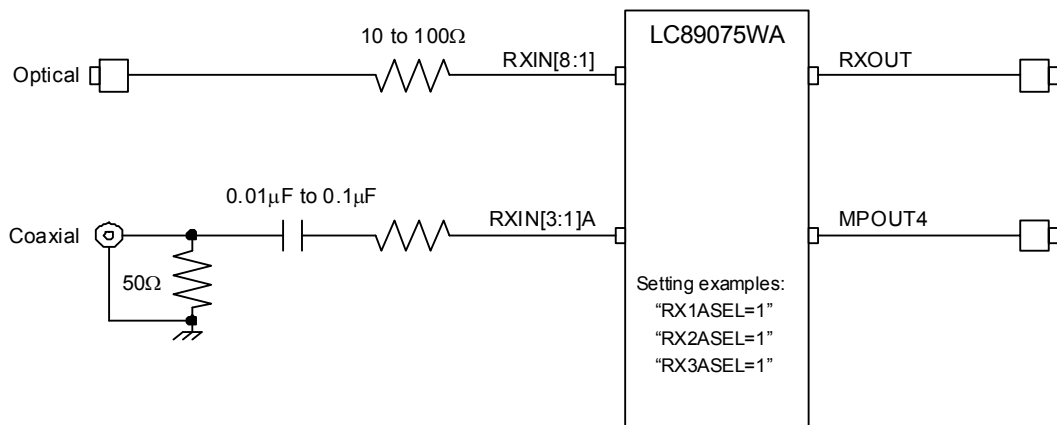 LC89075WA
10 to 100Ω
Optical
RXIN[8:1]
RXOUT
0.01μF to 0.1μF
Coaxial
RXIN[3:1]A
MPOUT4
50Ω
Setting examples:
“RX1ASEL=1”
“RX2ASEL=1”
“RX3ASEL=1”